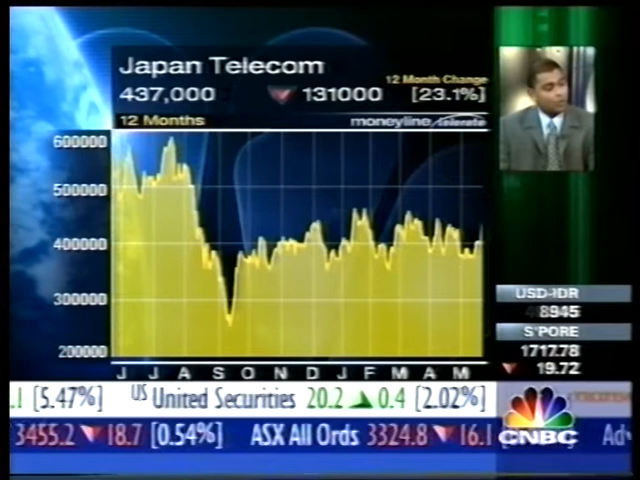 Japan Telecom
12 Month Change
437,000 131000 [23.1%]
12 Months moneyline telerate
600000
500000
400000
300000
200000
J J A S O N D J F M A M
USD-IDR
8945
S'PORE
1717.78
19.72
.1 [5.47%] US United Securities 20.2 0.4 [2.02%]
3455.2 18.7 [0.54%] ASX All Ords 3324.8 16.1 Ad
CNBC